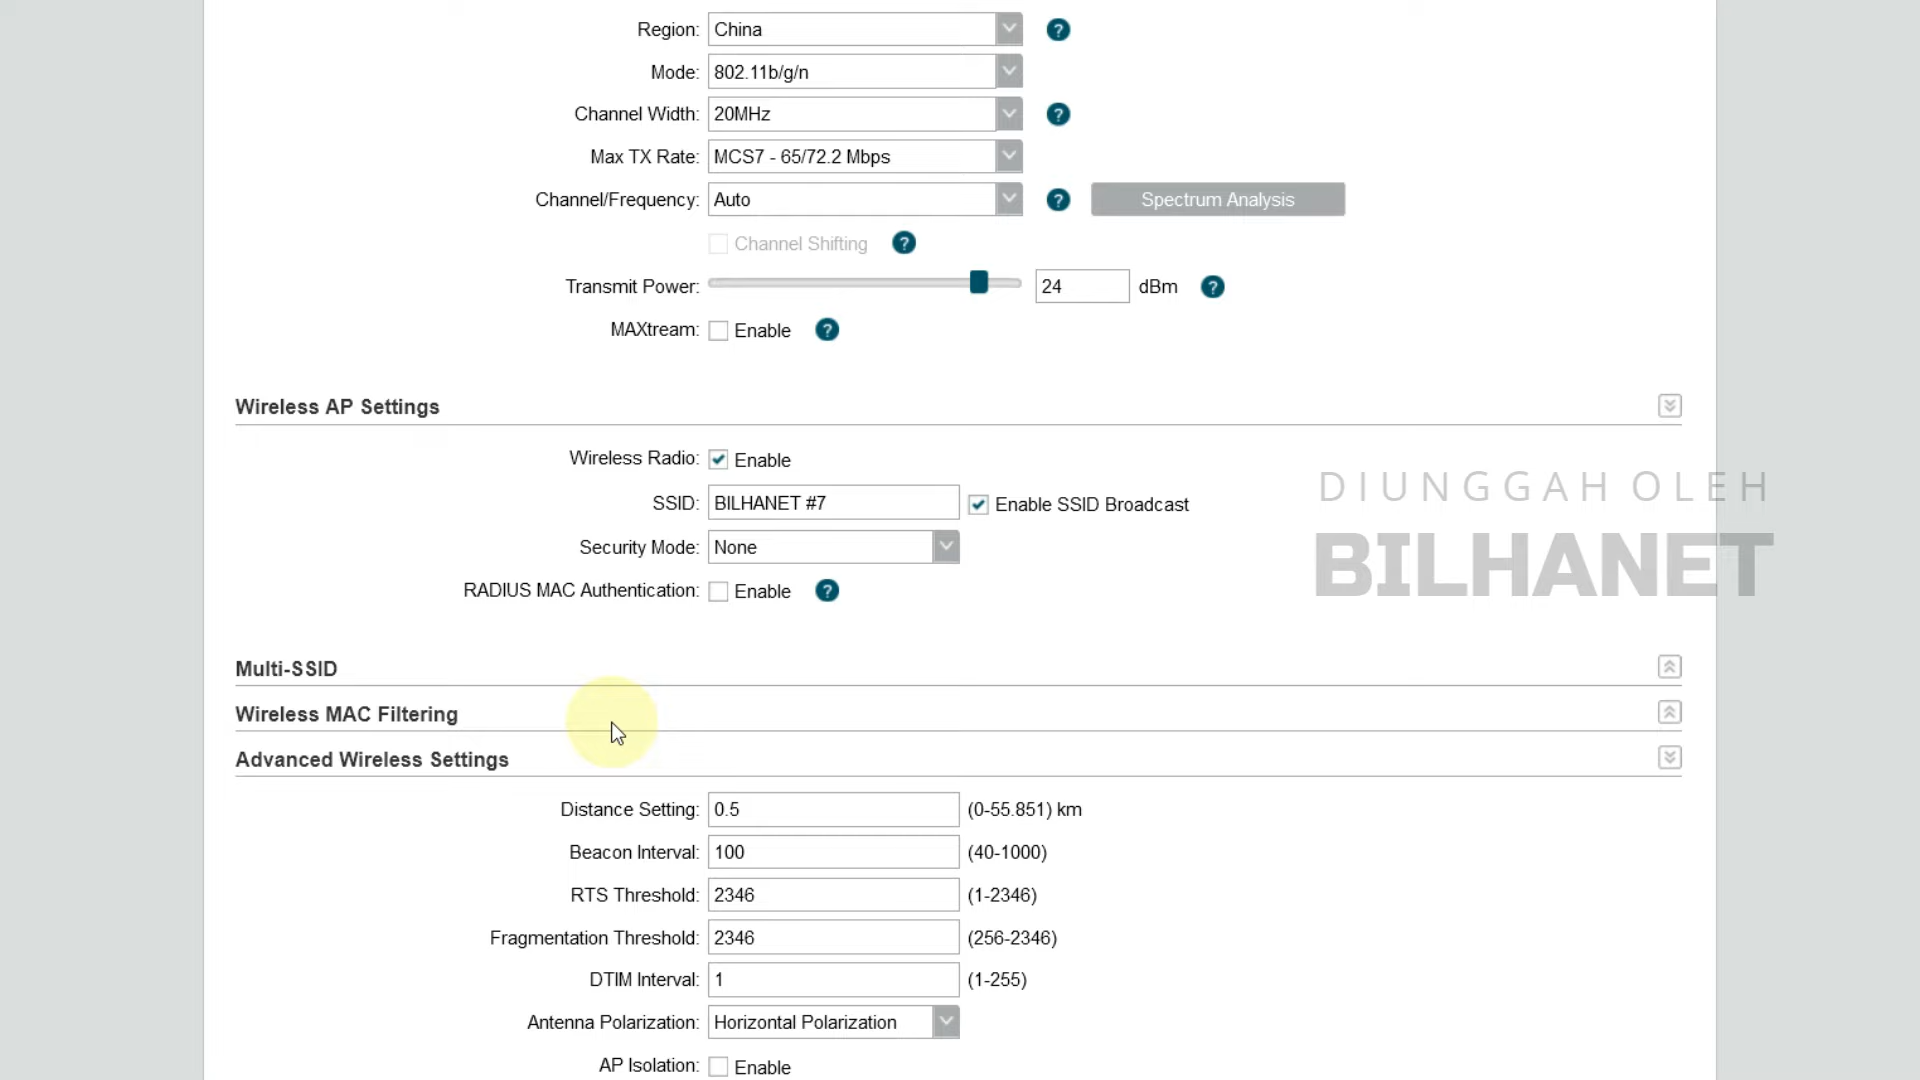 Region: China ?
Mode: 802.11b/g/n
Channel Width: 20MHz ?
Max TX Rate: MCS7 - 65/72.2 Mbps
Channel/Frequency: Auto ? Spectrum Analysis
Channel Shifting ?
Transmit Power: 24 dBm ?
MAXtream: Enable ?
Wireless AP Settings
Wireless Radio: Enable
SSID: BILHANET #7 Enable SSID Broadcast
DIUNGGAH OLEH
BILHANET
Security Mode: None
RADIUS MAC Authentication: Enable ?
Multi-SSID
Wireless MAC Filtering
Advanced Wireless Settings
Distance Setting: 0.5 (0-55.851) km
Beacon Interval: 100 (40-1000)
RTS Threshold: 2346 (1-2346)
Fragmentation Threshold: 2346 (256-2346)
DTIM Interval: 1 (1-255)
Antenna Polarization: Horizontal Polarization
AP Isolation: Enable